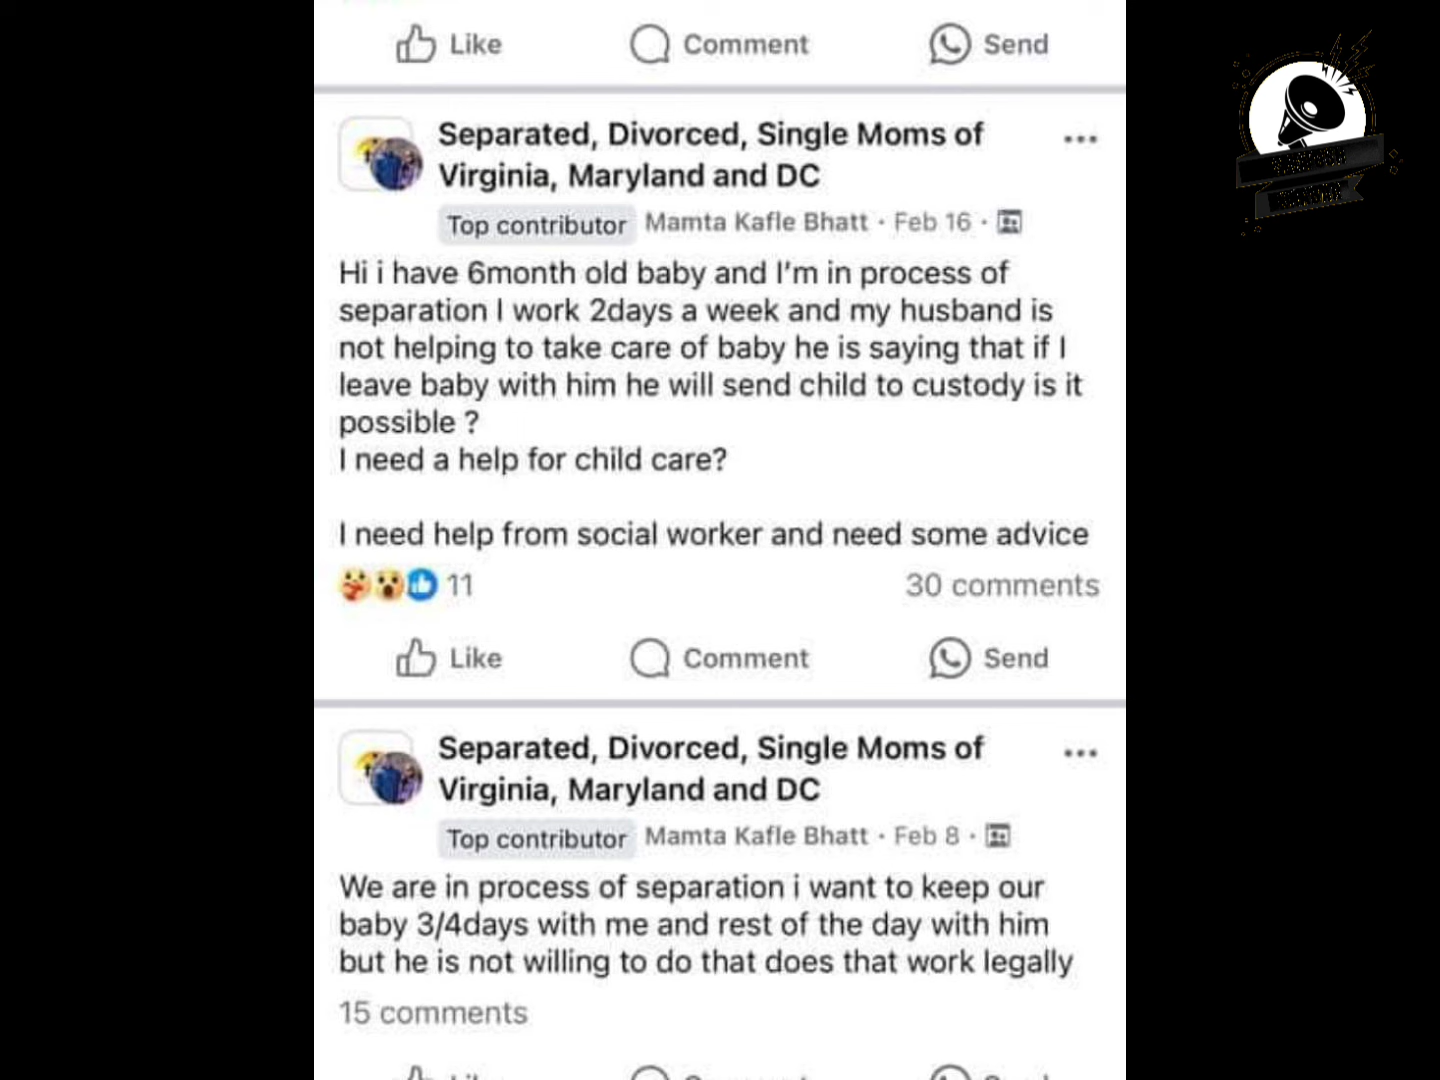 Like Comment Send
Separated, Divorced, Single Moms of
Virginia, Maryland and DC
Top contributor Mamta Kafle Bhatt · Feb 16 ·
Hi i have 6month old baby and I'm in process of
separation I work 2days a week and my husband is
not helping to take care of baby he is saying that if I
leave baby with him he will send child to custody is it
possible ?
I need a help for child care?
I need help from social worker and need some advice
11 30 comments
Like Comment Send
Separated, Divorced, Single Moms of
Virginia, Maryland and DC
Top contributor Mamta Kafle Bhatt · Feb 8 ·
We are in process of separation i want to keep our
baby 3/4days with me and rest of the day with him
but he is not willing to do that does that work legally
15 comments